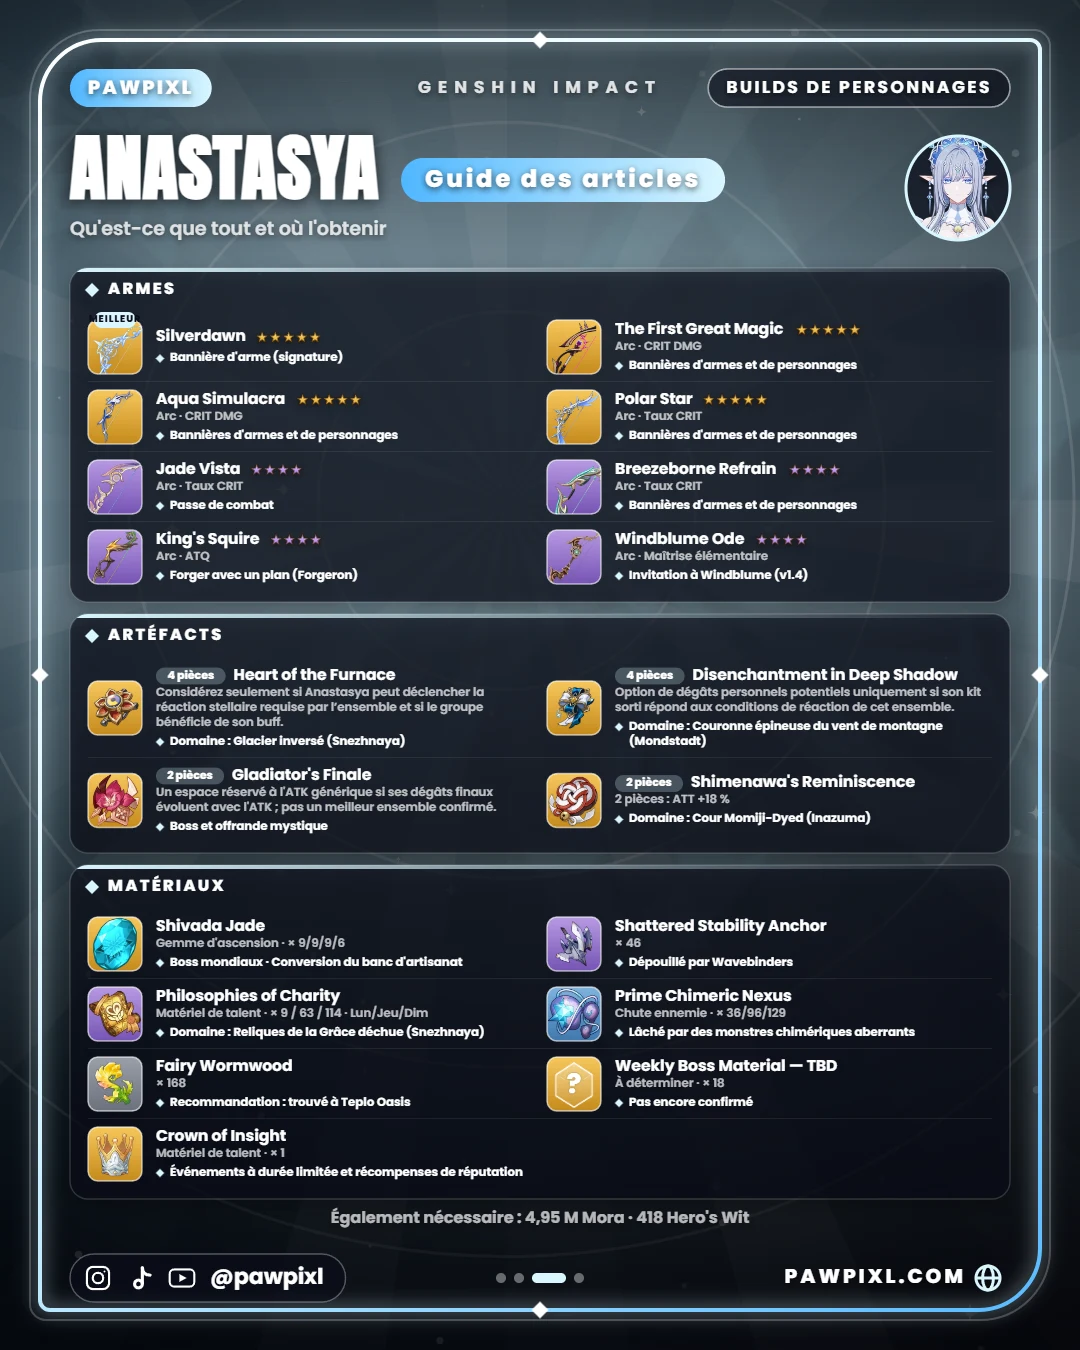 PAWPIXL
GENSHIN IMPACT
BUILDS DE PERSONNAGES
ANASTASYA
Guide des articles
Qu'est-ce que tout et où l'obtenir
ARMES
MEILLEUR
Silverdawn ★★★★★
Bannière d'arme (signature)
The First Great Magic ★★★★★
Arc · CRIT DMG
Bannières d'armes et de personnages
Aqua Simulacra ★★★★★
Arc · CRIT DMG
Bannières d'armes et de personnages
Polar Star ★★★★★
Arc · Taux CRIT
Bannières d'armes et de personnages
Jade Vista ★★★★
Arc · Taux CRIT
Passe de combat
Breezeborne Refrain ★★★★
Arc · Taux CRIT
Bannières d'armes et de personnages
King's Squire ★★★★
Arc · ATQ
Forger avec un plan (Forgeron)
Windblume Ode ★★★★
Arc · Maîtrise élémentaire
Invitation à Windblume (v1.4)
ARTÉFACTS
4 pièces Heart of the Furnace
Considérez seulement si Anastasya peut déclencher la
réaction stellaire requise par l'ensemble et si le groupe
bénéficie de son buff.
Domaine : Glacier inversé (Snezhnaya)
4 pièces Disenchantment in Deep Shadow
Option de dégâts personnels potentiels uniquement si son kit
sorti répond aux conditions de réaction de cet ensemble.
Domaine : Couronne épineuse du vent de montagne
(Mondstadt)
2 pièces Gladiator's Finale
Un espace réservé à l'ATK générique si ses dégâts finaux
évoluent avec l'ATK ; pas un meilleur ensemble confirmé.
Boss et offrande mystique
2 pièces Shimenawa's Reminiscence
2 pièces : ATT +18 %
Domaine : Cour Momiji-Dyed (Inazuma)
MATÉRIAUX
Shivada Jade
Gemme d'ascension · × 9/9/9/6
Boss mondiaux · Conversion du banc d'artisanat
Shattered Stability Anchor
× 46
Dépouillé par Wavebinders
Philosophies of Charity
Matériel de talent · × 9 / 63 / 114 · Lun/Jeu/Dim
Domaine : Reliques de la Grâce déchue (Snezhnaya)
Prime Chimeric Nexus
Chute ennemie · × 36/96/129
Lâché par des monstres chimériques aberrants
Fairy Wormwood
× 168
Recommandation : trouvé à Teplo Oasis
?
Weekly Boss Material — TBD
À déterminer · × 18
Pas encore confirmé
Crown of Insight
Matériel de talent · × 1
Événements à durée limitée et récompenses de réputation
Également nécessaire : 4,95 M Mora · 418 Hero's Wit
@pawpixl
PAWPIXL.COM